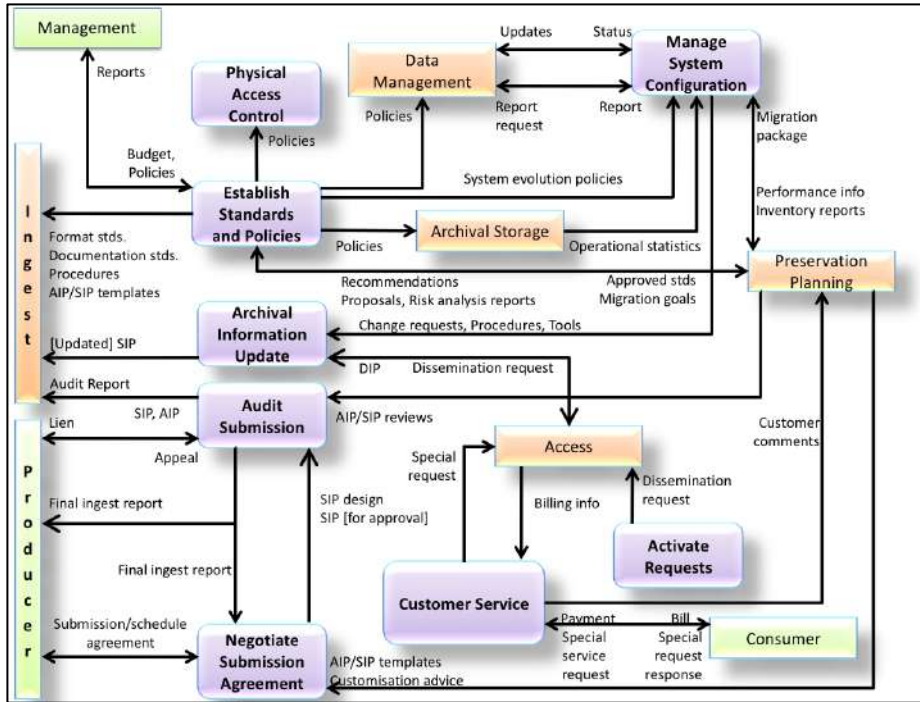 Management
Reports
Budget,
Policies
Physical
Access
Control
Policies
Data
Management
Policies
Updates
Status
Report
request
Report
Manage
System
Configuration
Migration
package
Performance info
Inventory reports
System evolution policies
Establish
Standards
and Policies
Policies
Archival Storage
Operational statistics
Ingest
Format stds.
Documentation stds.
Procedures
AIP/SIP templates
Recommendations
Proposals, Risk analysis reports
Approved stds
Migration goals
Preservation
Planning
Archival
Information
Update
Change requests, Procedures, Tools
[Updated] SIP
DIP
Dissemination request
Audit Report
SIP, AIP
Audit
Submission
AIP/SIP reviews
Producer
Lien
Appeal
Final ingest report
Final ingest report
SIP design
SIP [for approval]
Special
request
Access
Billing info
Dissemination
request
Customer
comments
Activate
Requests
Customer Service
Payment
Special
service
request
Bill
Special
request
response
Consumer
Submission/schedule
agreement
Negotiate
Submission
Agreement
AIP/SIP templates
Customisation advice